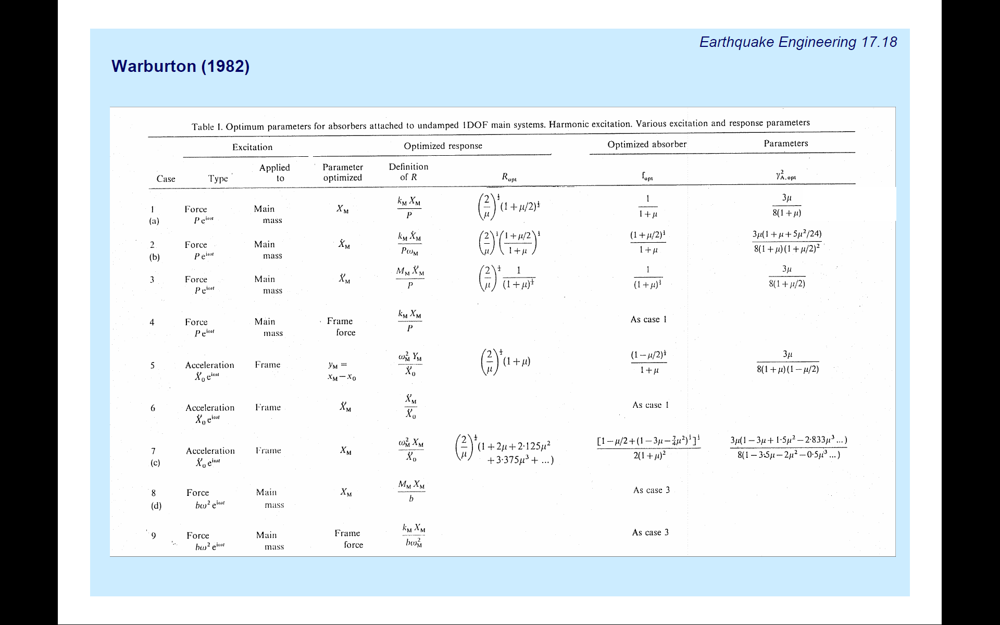 Earthquake Engineering 17.18
Warburton (1982)
Table I. Optimum parameters for absorbers attached to undamped 1DOF main systems. Harmonic excitation. Various excitation and response parameters
Excitation Optimized response Optimized absorber Parameters
Case Type Applied to Parameter optimized Definition of R R_opt f_opt γ²_A,opt
1 (a) Force P e^{iωt} Main mass X_M k_M X_M / P (2/μ)^½ (1+μ/2)^½ 1/(1+μ) 3μ/8(1+μ)
2 (b) Force P e^{iωt} Main mass Ẋ_M k_M Ẋ_M / Pω_M (2/μ)^½ ((1+μ/2)/(1+μ))^½ (1+μ/2)^½/(1+μ) 3μ(1+μ+5μ²/24)/8(1+μ)(1+μ/2)²
3 Force P e^{iωt} Main mass Ẍ_M M_M Ẍ_M / P (2/μ)^½ 1/(1+μ)^½ 1/(1+μ)^½ 3μ/8(1+μ/2)
4 Force P e^{iωt} Main mass Frame force k_M X_M / P As case 1
5 Acceleration Ẍ₀ e^{iωt} Frame y_M = x_M − x₀ ω²_M Y_M / Ẍ₀ (2/μ)^½ (1+μ) (1−μ/2)^½/(1+μ) 3μ/8(1+μ)(1−μ/2)
6 Acceleration Ẍ₀ e^{iωt} Frame Ẍ_M Ẍ_M / Ẍ₀ As case 1
7 (c) Acceleration Ẍ₀ e^{iωt} Frame X_M ω²_M X_M / Ẍ₀ (2/μ)^½ (1+2μ+2·125μ² +3·375μ³+ ...) [1−μ/2+(1−3μ−7/4μ²)^½]^½/2(1+μ)² 3μ(1−3μ+1·5μ²−2·833μ³...)/8(1−3·5μ−2μ²−0·5μ³...)
8 (d) Force bω² e^{iωt} Main mass X_M M_M X_M / b As case 3
9 Force bω² e^{iωt} Main mass Frame force k_M X_M / bω²_M As case 3